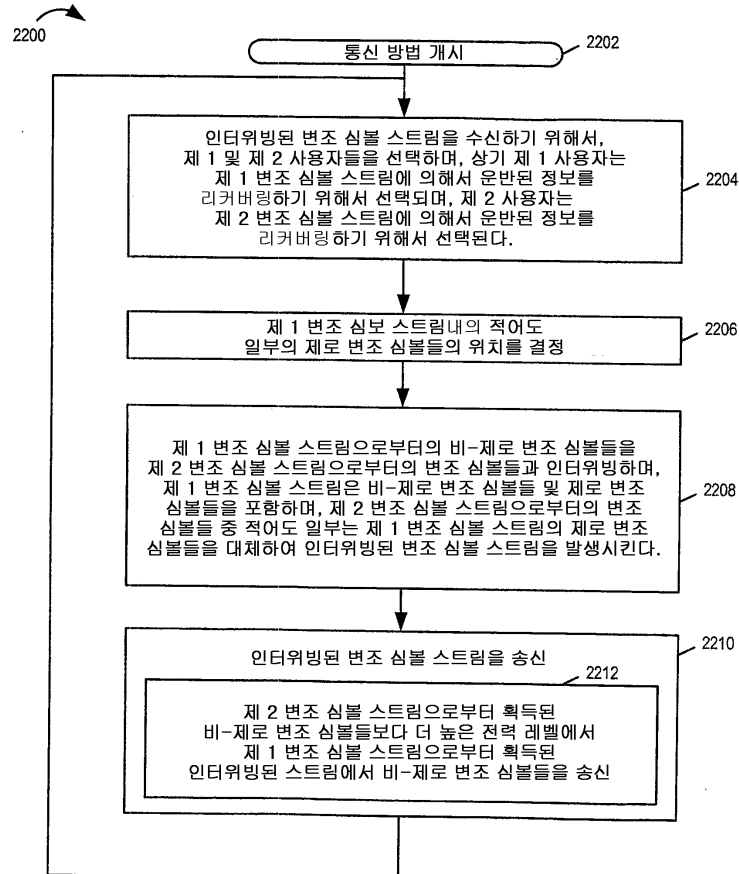 2200
통신 방법 개시
2202
인터위빙된 변조 심볼 스트림을 수신하기 위해서,
제 1 및 제 2 사용자들을 선택하며, 상기 제 1 사용자는
제 1 변조 심볼 스트림에 의해서 운반된 정보를
리커버링하기 위해서 선택되며, 제 2 사용자는
제 2 변조 심볼 스트림에 의해서 운반된 정보를
리커버링하기 위해서 선택된다.
2204
제 1 변조 심보 스트림내의 적어도
일부의 제로 변조 심볼들의 위치를 결정
2206
제 1 변조 심볼 스트림으로부터의 비-제로 변조 심볼들을
제 2 변조 심볼 스트림으로부터의 변조 심볼들과 인터위빙하며,
제 1 변조 심볼 스트림은 비-제로 변조 심볼들 및 제로 변조
심볼들을 포함하며, 제 2 변조 심볼 스트림으로부터의 변조
심볼들 중 적어도 일부는 제 1 변조 심볼 스트림의 제로 변조
심볼들을 대체하여 인터위빙된 변조 심볼 스트림을 발생시킨다.
2208
인터위빙된 변조 심볼 스트림을 송신
2210
2212
제 2 변조 심볼 스트림으로부터 획득된
비-제로 변조 심볼들보다 더 높은 전력 레벨에서
제 1 변조 심볼 스트림으로부터 획득된
인터위빙된 스트림에서 비-제로 변조 심볼들을 송신